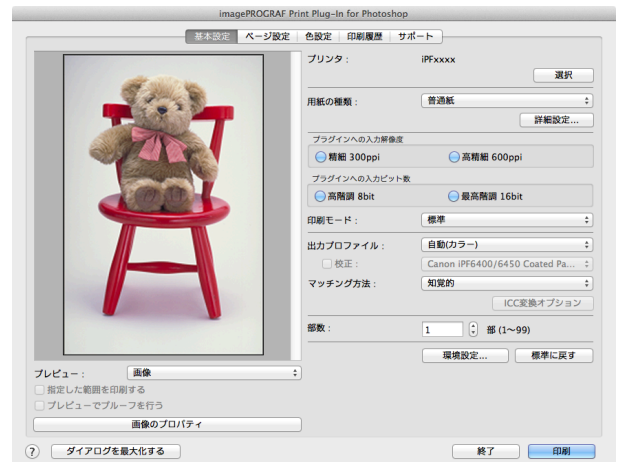 imagePROGRAF Print Plug-In for Photoshop
基本設定 ページ設定 色設定 印刷履歴 サポート
プリンタ： iPFxxxx
選択
用紙の種類： 普通紙
詳細設定...
プラグインへの入力解像度
精細 300ppi 高精細 600ppi
プラグインへの入力ビット数
高階調 8bit 最高階調 16bit
印刷モード： 標準
出力プロファイル： 自動(カラー)
校正： Canon iPF6400/6450 Coated Pa...
マッチング方法： 知覚的
ICC変換オプション
部数： 1 部 (1〜99)
環境設定... 標準に戻す
プレビュー： 画像
指定した範囲を印刷する
プレビューでプルーフを行う
画像のプロパティ
? ダイアログを最大化する 終了 印刷